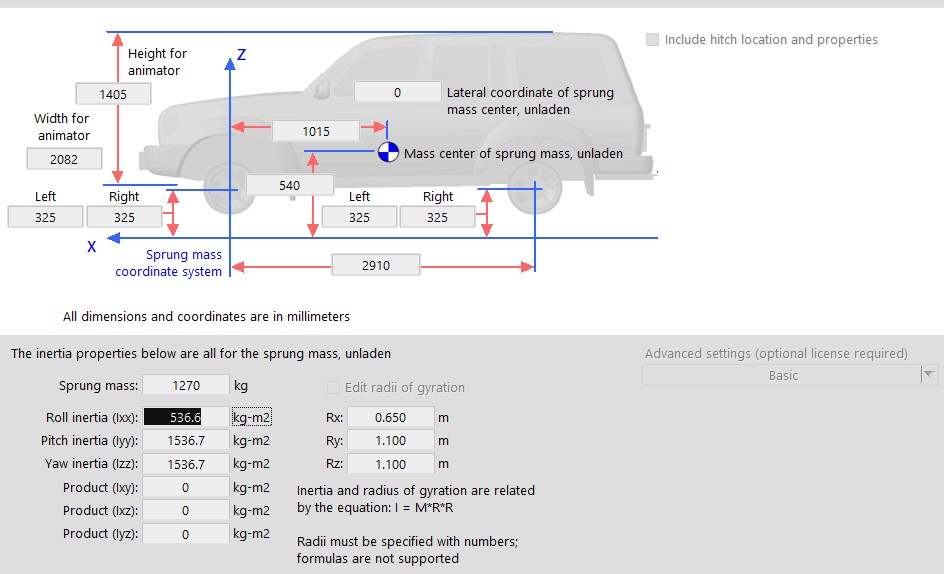 Include hitch location and properties
Z
Height for
animator
1405
Width for
animator
2082
0
Lateral coordinate of sprung
mass center, unladen
1015
Mass center of sprung mass, unladen
540
Left
Right
325
325
Left
Right
325
325
X
Sprung mass
coordinate system
2910
All dimensions and coordinates are in millimeters
The inertia properties below are all for the sprung mass, unladen
Advanced settings (optional license required)
Basic
Sprung mass: 1270 kg
Edit radii of gyration
Roll inertia (Ixx): 536.6 kg-m2
Rx: 0.650 m
Pitch inertia (Iyy): 1536.7 kg-m2
Ry: 1.100 m
Yaw inertia (Izz): 1536.7 kg-m2
Rz: 1.100 m
Product (Ixy): 0 kg-m2
Product (Ixz): 0 kg-m2
Product (Iyz): 0 kg-m2
Inertia and radius of gyration are related
by the equation: I = M*R*R
Radii must be specified with numbers;
formulas are not supported